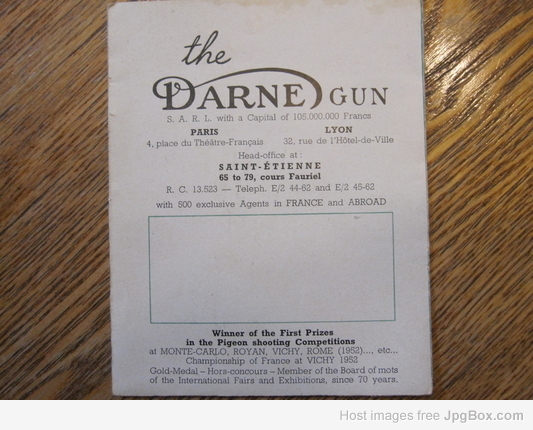 the
DARNE GUN
S. A. R. L. with a Capital of 105.000.000 Francs
PARIS LYON
4, place du Théâtre-Français 32, rue de l'Hôtel-de-Ville
Head-office at :
SAINT-ÉTIENNE
65 to 79, cours Fauriel
R. C. 13.523 — Teleph. E/2 44-62 and E/2 45-62
with 500 exclusive Agents in FRANCE and ABROAD
Winner of the First Prizes
in the Pigeon shooting Competitions
at MONTE-CARLO, ROYAN, VICHY, ROME (1952)..., etc...
Championship of France at VICHY 1952
Gold-Medal – Hors-concours – Member of the Board of mots
of the International Fairs and Exhibitions, since 70 years.
Host images free JpgBox.com